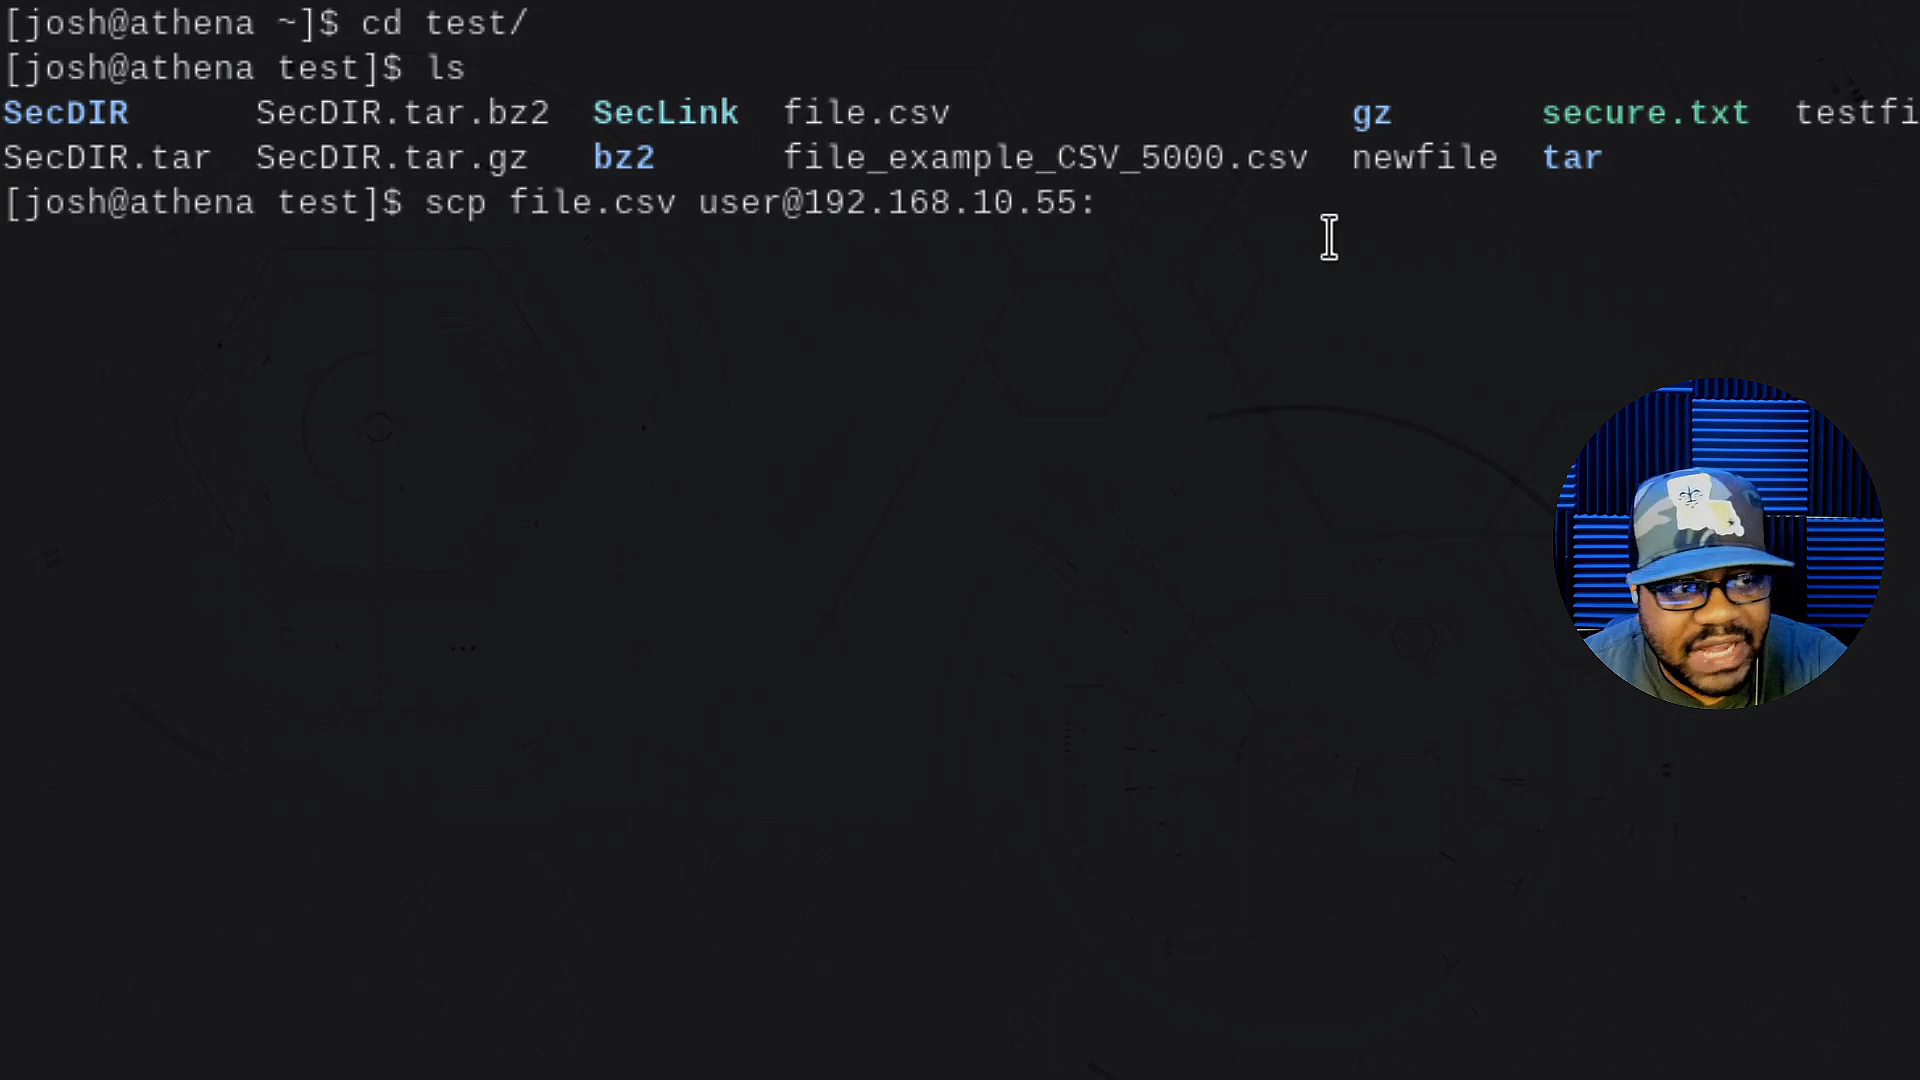 [josh@athena ~]$ cd test/
[josh@athena test]$ ls
SecDIR SecDIR.tar.bz2 SecLink file.csv gz secure.txt testfi
SecDIR.tar SecDIR.tar.gz bz2 file_example_CSV_5000.csv newfile tar
[josh@athena test]$ scp file.csv user@192.168.10.55: